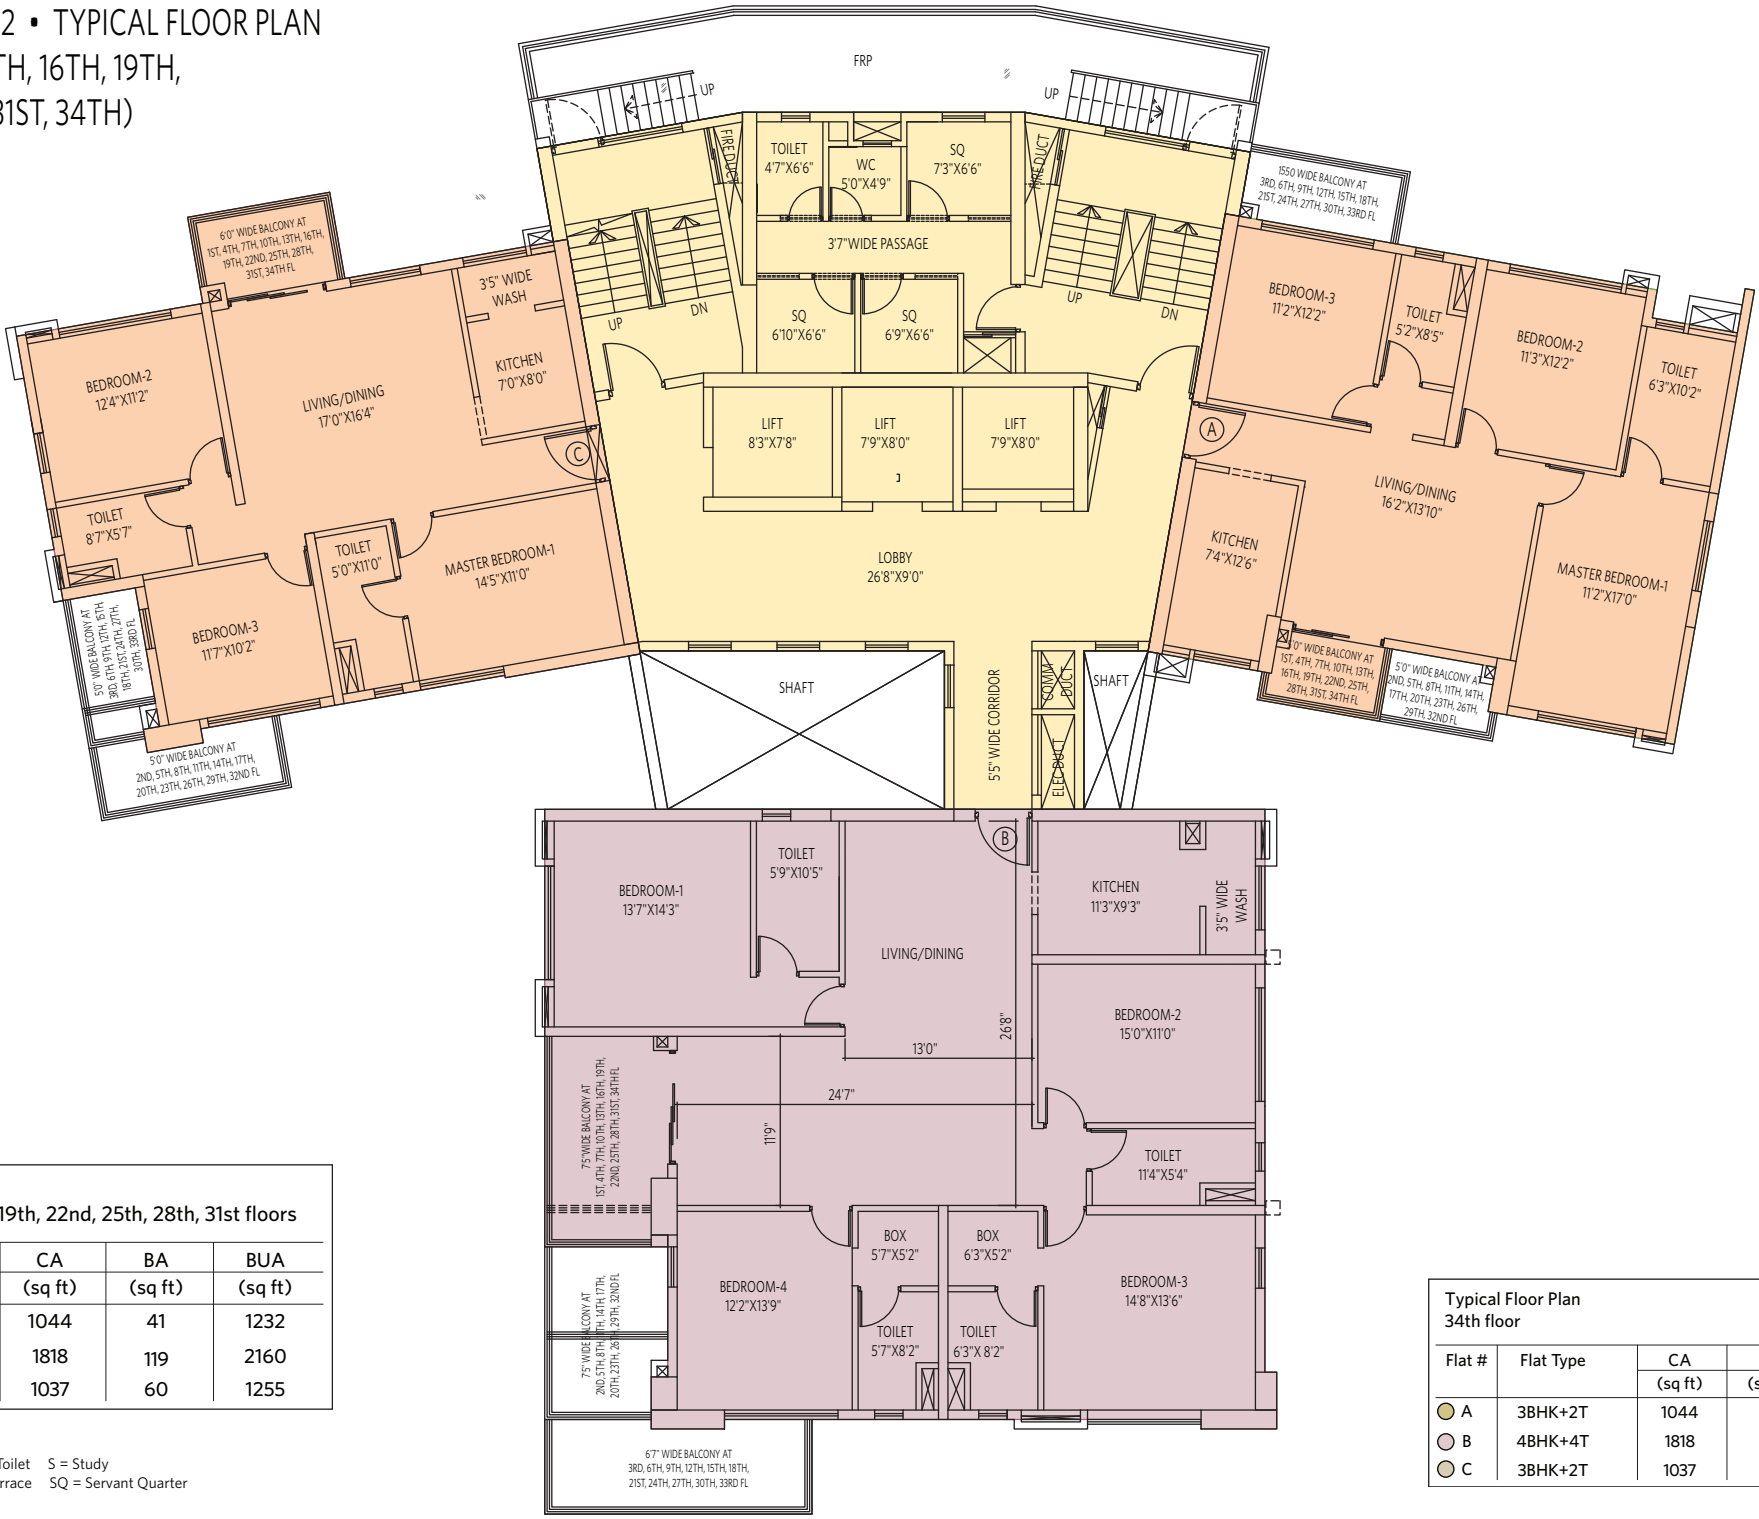 2 • TYPICAL FLOOR PLAN
TH, 16TH, 19TH,
31ST, 34TH)
FRP
UP
UP
FIRE DUCT
TOILET
4'7"X6'6"
WC
5'0"X4'9"
SQ
7'3"X6'6"
FIRE DUCT
3'7"WIDE PASSAGE
SQ
6'10"X6'6"
SQ
6'9"X6'6"
UP
DN
UP
DN
LIFT
8'3"X7'8"
LIFT
7'9"X8'0"
LIFT
7'9"X8'0"
LOBBY
26'8"X9'0"
SHAFT
5'5" WIDE CORRIDOR
COMM
DUCT
ELEC DUCT
SHAFT
6'0" WIDE BALCONY AT
1ST, 4TH, 7TH, 10TH, 13TH, 16TH,
19TH, 22ND, 25TH, 28TH,
31ST, 34TH FL
3'5" WIDE
WASH
KITCHEN
7'0"X8'0"
BEDROOM-2
12'4"X11'2"
LIVING/DINING
17'0"X16'4"
C
TOILET
8'7"X5'7"
TOILET
5'0"X11'0"
MASTER BEDROOM-1
14'5"X11'0"
BEDROOM-3
11'7"X10'2"
5'0" WIDE BALCONY AT
3RD, 6TH, 9TH, 12TH, 15TH,
18TH, 21ST, 24TH, 27TH,
30TH, 33RD FL
5'0" WIDE BALCONY AT
2ND, 5TH, 8TH, 11TH, 14TH, 17TH,
20TH, 23TH, 26TH, 29TH, 32ND FL
1550 WIDE BALCONY AT
3RD, 6TH, 9TH, 12TH, 15TH, 18TH,
21ST, 24TH, 27TH, 30TH, 33RD FL
BEDROOM-3
11'2"X12'2"
TOILET
5'2"X8'5"
BEDROOM-2
11'3"X12'2"
TOILET
6'3"X10'2"
A
LIVING/DINING
16'2"X13'10"
KITCHEN
7'4"X12'6"
MASTER BEDROOM-1
11'2"X17'0"
5'0" WIDE BALCONY AT
1ST, 4TH, 7TH, 10TH, 13TH,
16TH, 19TH, 22ND, 25TH,
28TH, 31ST, 34TH FL
5'0" WIDE BALCONY AT
2ND, 5TH, 8TH, 11TH, 14TH,
17TH, 20TH, 23TH, 26TH,
29TH, 32ND FL
B
BEDROOM-1
13'7"X14'3"
TOILET
5'9"X10'5"
LIVING/DINING
KITCHEN
11'3"X9'3"
3'5" WIDE
WASH
BEDROOM-2
15'0"X11'0"
26'8"
13'0"
24'7"
11'9"
7'5"WIDE BALCONY AT
1ST, 4TH, 7TH, 10TH, 13TH, 16TH, 19TH,
22ND, 25TH, 28TH, 31ST, 34TH FL
TOILET
11'4"X5'4"
BOX
5'7"X5'2"
BOX
6'3"X5'2"
BEDROOM-4
12'2"X13'9"
TOILET
5'7"X8'2"
TOILET
6'3"X 8'2"
BEDROOM-3
14'8"X13'6"
7'5" WIDE BALCONY AT
2ND, 5TH, 8TH, 11TH, 14TH, 17TH,
20TH, 23TH, 26TH, 29TH, 32ND FL
6'7" WIDE BALCONY AT
3RD, 6TH, 9TH, 12TH, 15TH, 18TH,
21ST, 24TH, 27TH, 30TH, 33RD FL
19th, 22nd, 25th, 28th, 31st floors
CA BA BUA
(sq ft) (sq ft) (sq ft)
1044 41 1232
1818 119 2160
1037 60 1255
Toilet S = Study
rrace SQ = Servant Quarter
Typical Floor Plan
34th floor
Flat # Flat Type CA
(sq ft) (s
A 3BHK+2T 1044
B 4BHK+4T 1818
C 3BHK+2T 1037